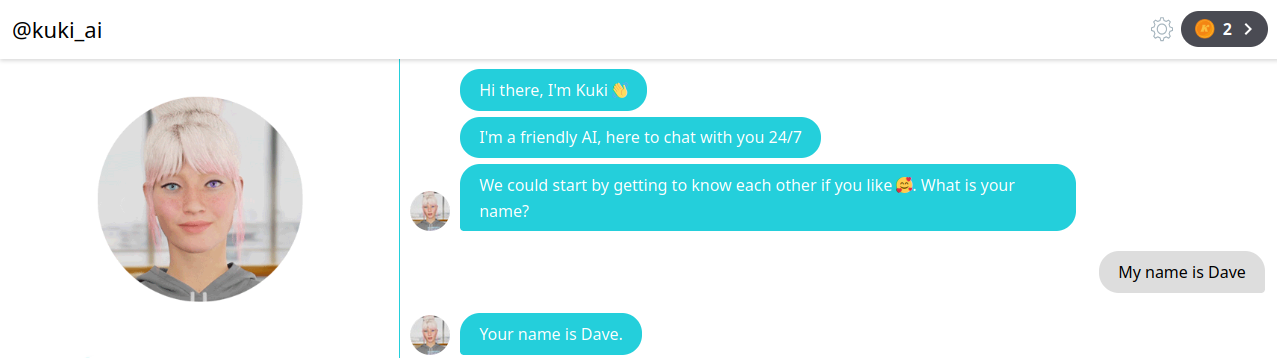 @kuki_ai
2
Hi there, I'm Kuki 👋
I'm a friendly AI, here to chat with you 24/7
We could start by getting to know each other if you like 🥰. What is your
name?
My name is Dave
Your name is Dave.